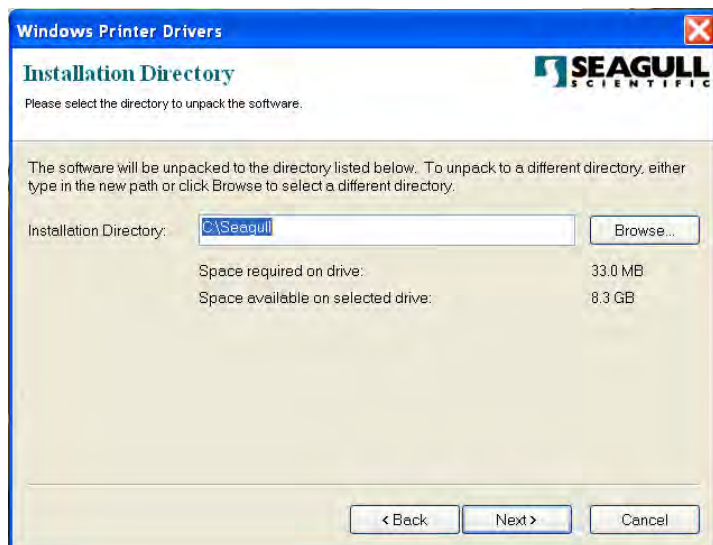 Windows Printer Drivers
Installation Directory
SEAGULL
SCIENTIFIC
Please select the directory to unpack the software.
The software will be unpacked to the directory listed below. To unpack to a different directory, either
type in the new path or click Browse to select a different directory.
Installation Directory: C:\Seagull Browse...
Space required on drive: 33.0 MB
Space available on selected drive: 8.3 GB
< Back Next > Cancel